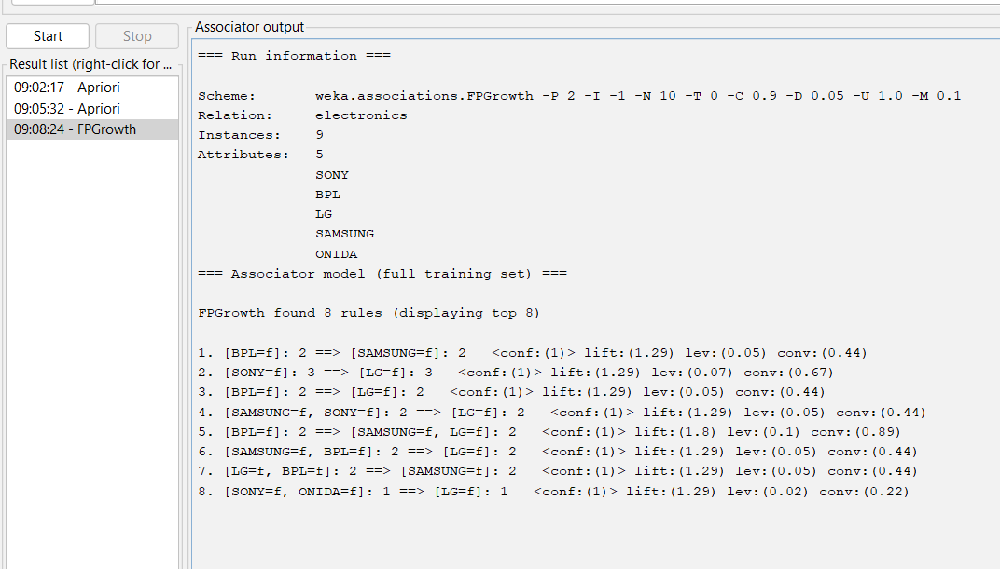 Start
Stop
Result list (right-click for ...
09:02:17 - Apriori
09:05:32 - Apriori
09:08:24 - FPGrowth
Associator output
=== Run information ===
Scheme: weka.associations.FPGrowth -P 2 -I -1 -N 10 -T 0 -C 0.9 -D 0.05 -U 1.0 -M 0.1
Relation: electronics
Instances: 9
Attributes: 5
SONY
BPL
LG
SAMSUNG
ONIDA
=== Associator model (full training set) ===
FPGrowth found 8 rules (displaying top 8)
1. [BPL=f]: 2 ==> [SAMSUNG=f]: 2 <conf:(1)> lift:(1.29) lev:(0.05) conv:(0.44)
2. [SONY=f]: 3 ==> [LG=f]: 3 <conf:(1)> lift:(1.29) lev:(0.07) conv:(0.67)
3. [BPL=f]: 2 ==> [LG=f]: 2 <conf:(1)> lift:(1.29) lev:(0.05) conv:(0.44)
4. [SAMSUNG=f, SONY=f]: 2 ==> [LG=f]: 2 <conf:(1)> lift:(1.29) lev:(0.05) conv:(0.44)
5. [BPL=f]: 2 ==> [SAMSUNG=f, LG=f]: 2 <conf:(1)> lift:(1.8) lev:(0.1) conv:(0.89)
6. [SAMSUNG=f, BPL=f]: 2 ==> [LG=f]: 2 <conf:(1)> lift:(1.29) lev:(0.05) conv:(0.44)
7. [LG=f, BPL=f]: 2 ==> [SAMSUNG=f]: 2 <conf:(1)> lift:(1.29) lev:(0.05) conv:(0.44)
8. [SONY=f, ONIDA=f]: 1 ==> [LG=f]: 1 <conf:(1)> lift:(1.29) lev:(0.02) conv:(0.22)